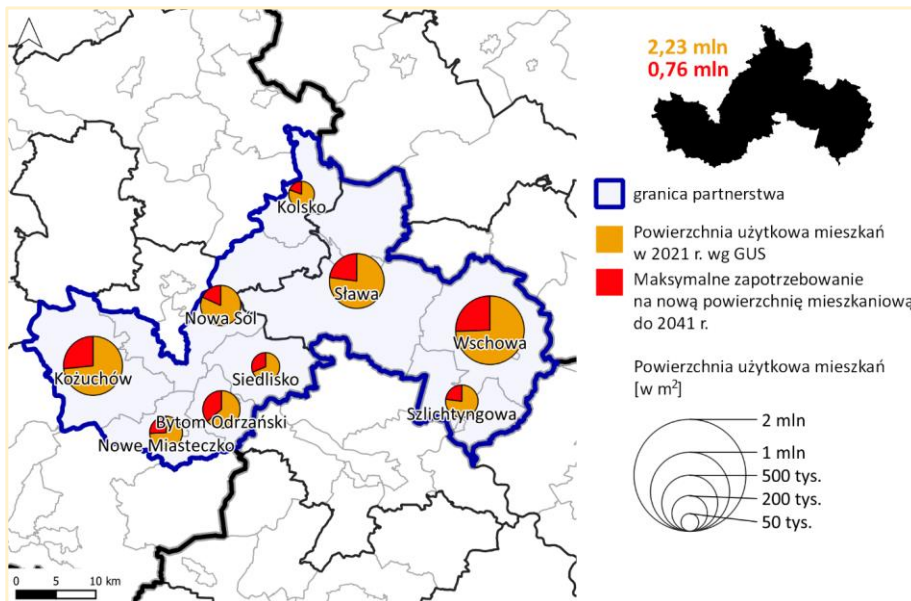 2,23 mln
0,76 mln
granica partnerstwa
Powierzchnia użytkowa mieszkań
w 2021 r. wg GUS
Maksymalne zapotrzebowanie
na nową powierzchnię mieszkaniową
do 2041 r.
Powierzchnia użytkowa mieszkań
[w m²]
2 mln
1 mln
500 tys.
200 tys.
50 tys.
Kolsko
Sława
Nowa Sól
Wschowa
Kożuchów
Siedlisko
Szlichtyngowa
Bytom Odrzański
Nowe Miasteczko
0 5 10 km